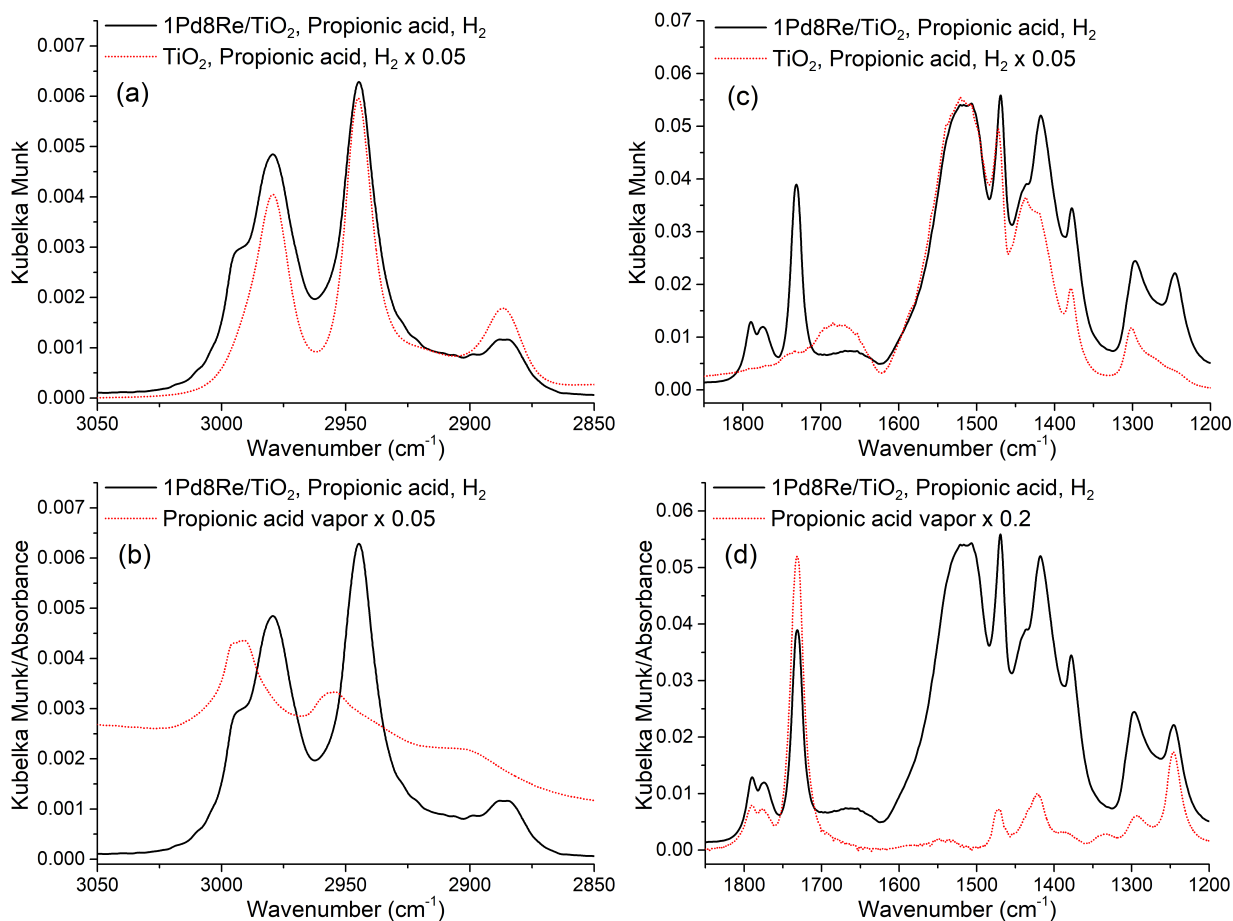 1Pd8Re/TiO₂, Propionic acid, H₂
TiO₂, Propionic acid, H₂ x 0.05
(a)
Kubelka Munk
0.007
0.006
0.005
0.004
0.003
0.002
0.001
0.000
3050 3000 2950 2900 2850
Wavenumber (cm⁻¹)
1Pd8Re/TiO₂, Propionic acid, H₂
TiO₂, Propionic acid, H₂ x 0.05
(c)
Kubelka Munk
0.07
0.06
0.05
0.04
0.03
0.02
0.01
0.00
1800 1700 1600 1500 1400 1300 1200
Wavenumber (cm⁻¹)
1Pd8Re/TiO₂, Propionic acid, H₂
Propionic acid vapor x 0.05
(b)
Kubelka Munk/Absorbance
0.007
0.006
0.005
0.004
0.003
0.002
0.001
0.000
3050 3000 2950 2900 2850
Wavenumber (cm⁻¹)
1Pd8Re/TiO₂, Propionic acid, H₂
Propionic acid vapor x 0.2
(d)
Kubelka Munk/Absorbance
0.06
0.05
0.04
0.03
0.02
0.01
0.00
1800 1700 1600 1500 1400 1300 1200
Wavenumber (cm⁻¹)